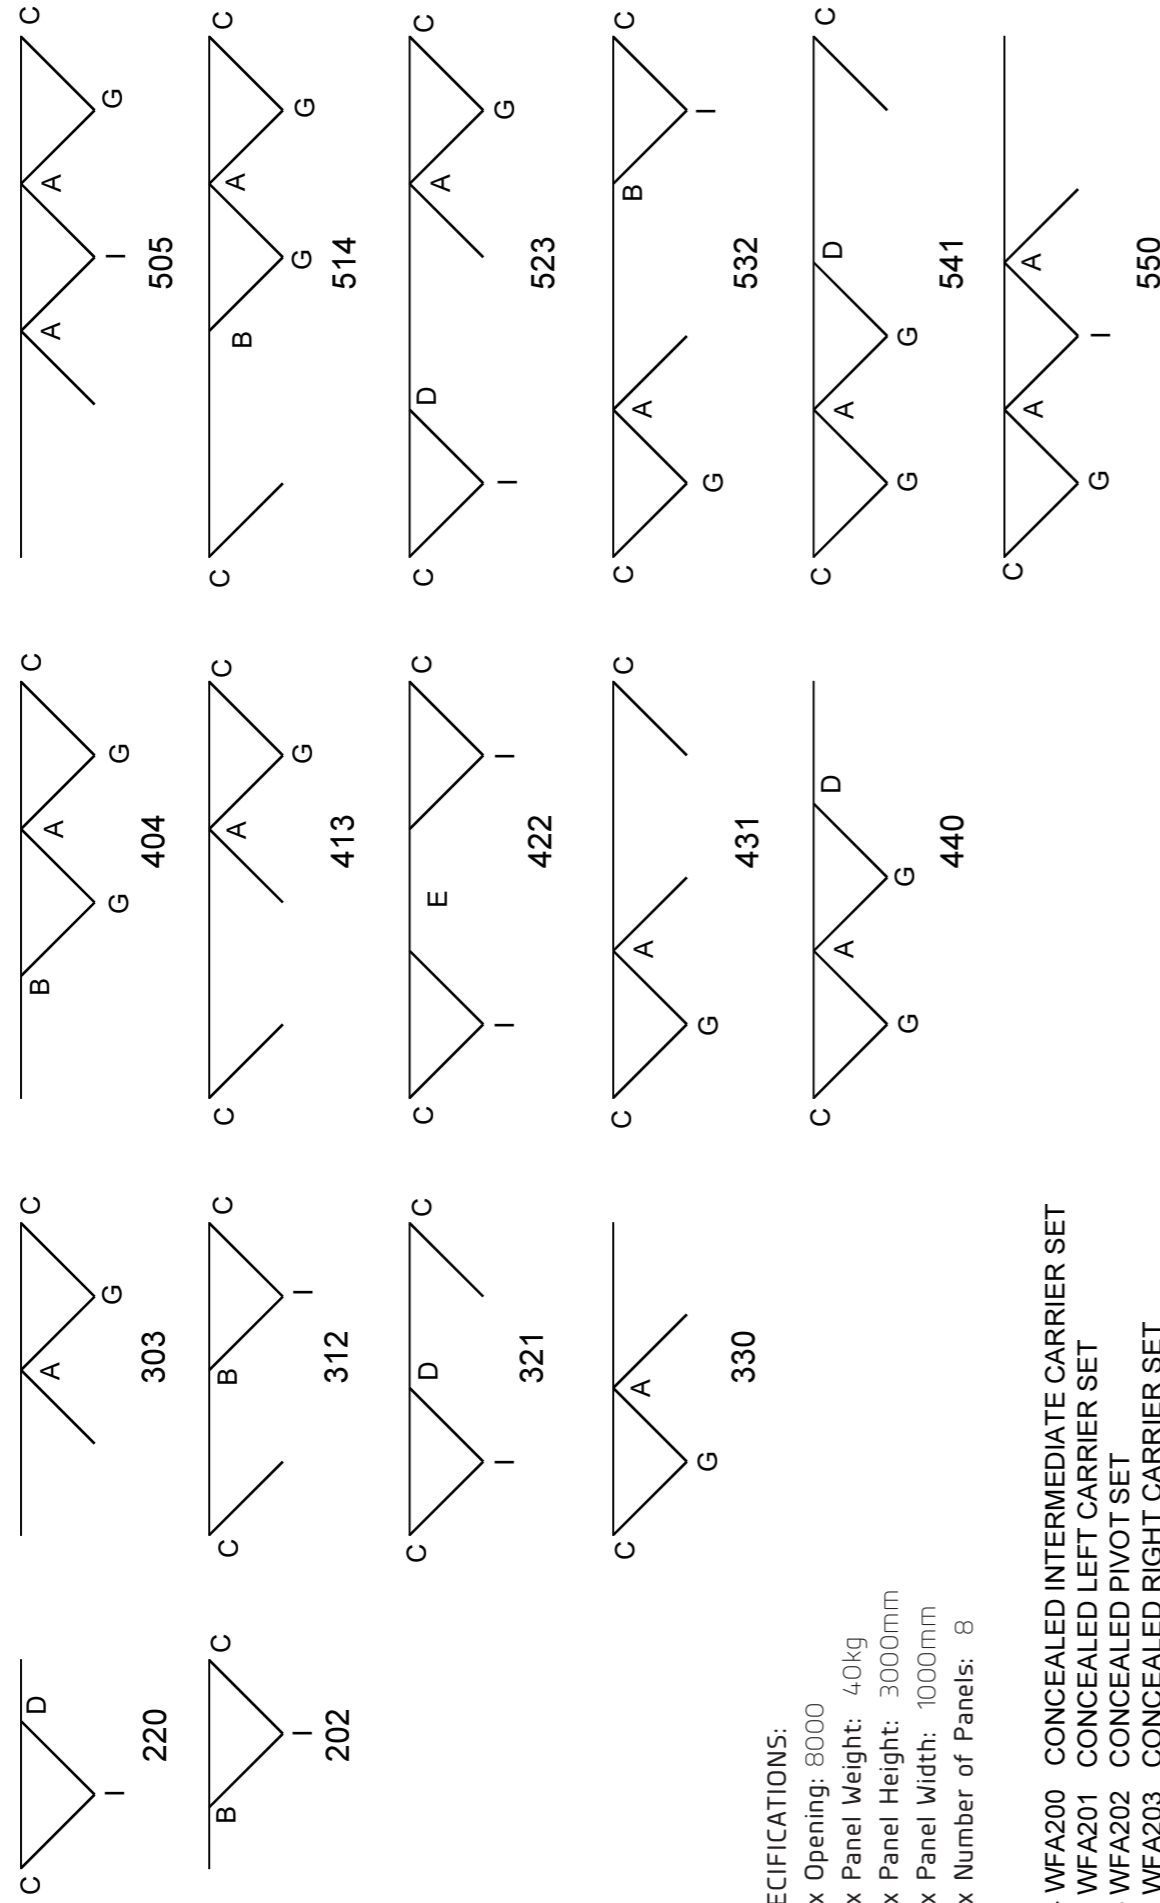 C D
I
220
B C
I
202
A C
G
303
C B C
I
312
C D C
I
321
C A
G
330
B A C
G G
404
C A C
G
413
C E C
I I
422
C A C
G
431
C A D
G G
440
A A C
I G
505
C B A C
G G
514
C D A C
I G
523
C A B C
G I
532
C A D C
G G
541
C A A
G I
550
ECIFICATIONS:
x Opening: 8000
x Panel Weight: 40kg
x Panel Height: 3000mm
x Panel Width: 1000mm
x Number of Panels: 8
- WFA200 CONCEALED INTERMEDIATE CARRIER SET
WFA201 CONCEALED LEFT CARRIER SET
WFA202 CONCEALED PIVOT SET
WFA203 CONCEALED RIGHT CARRIER SET